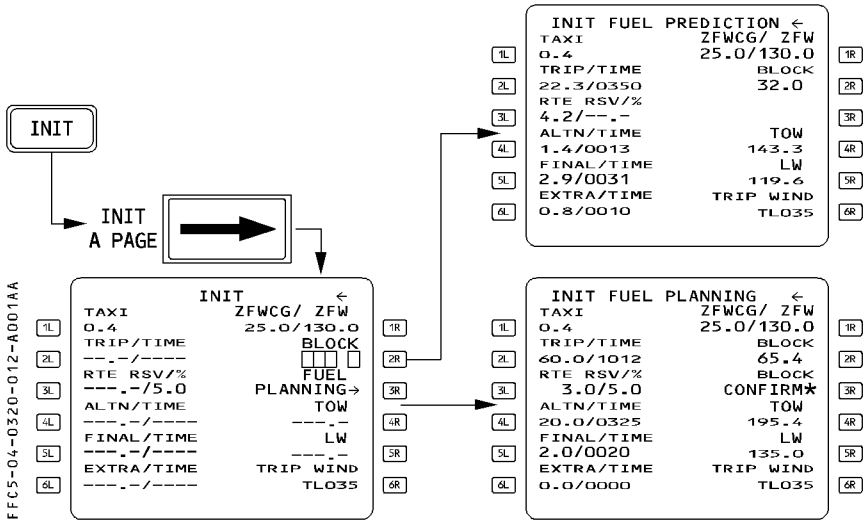 INIT
INIT
A PAGE
INIT ←
TAXI ZFWCG/ ZFW
1L 0.4 25.0/130.0 1R
TRIP/TIME BLOCK
2L --.-/---- 2R
RTE RSV/% FUEL
3L ---.-/5.0 PLANNING→ 3R
ALTN/TIME TOW
4L ---.-/---- ---.- 4R
FINAL/TIME LW
5L ---.-/---- ---.- 5R
EXTRA/TIME TRIP WIND
6L ---.-/---- TL035 6R
INIT FUEL PREDICTION ←
TAXI ZFWCG/ ZFW
1L 0.4 25.0/130.0 1R
TRIP/TIME BLOCK
2L 22.3/0350 32.0 2R
RTE RSV/%
3L 4.2/--.- 3R
ALTN/TIME TOW
4L 1.4/0013 143.3 4R
FINAL/TIME LW
5L 2.9/0031 119.6 5R
EXTRA/TIME TRIP WIND
6L 0.8/0010 TL035 6R
INIT FUEL PLANNING ←
TAXI ZFWCG/ ZFW
1L 0.4 25.0/130.0 1R
TRIP/TIME BLOCK
2L 60.0/1012 65.4 2R
RTE RSV/% BLOCK
3L 3.0/5.0 CONFIRM* 3R
ALTN/TIME TOW
4L 20.0/0325 195.4 4R
FINAL/TIME LW
5L 2.0/0020 135.0 5R
EXTRA/TIME TRIP WIND
6L 0.0/0000 TL035 6R
FFC5-04-0320-012-A001AA